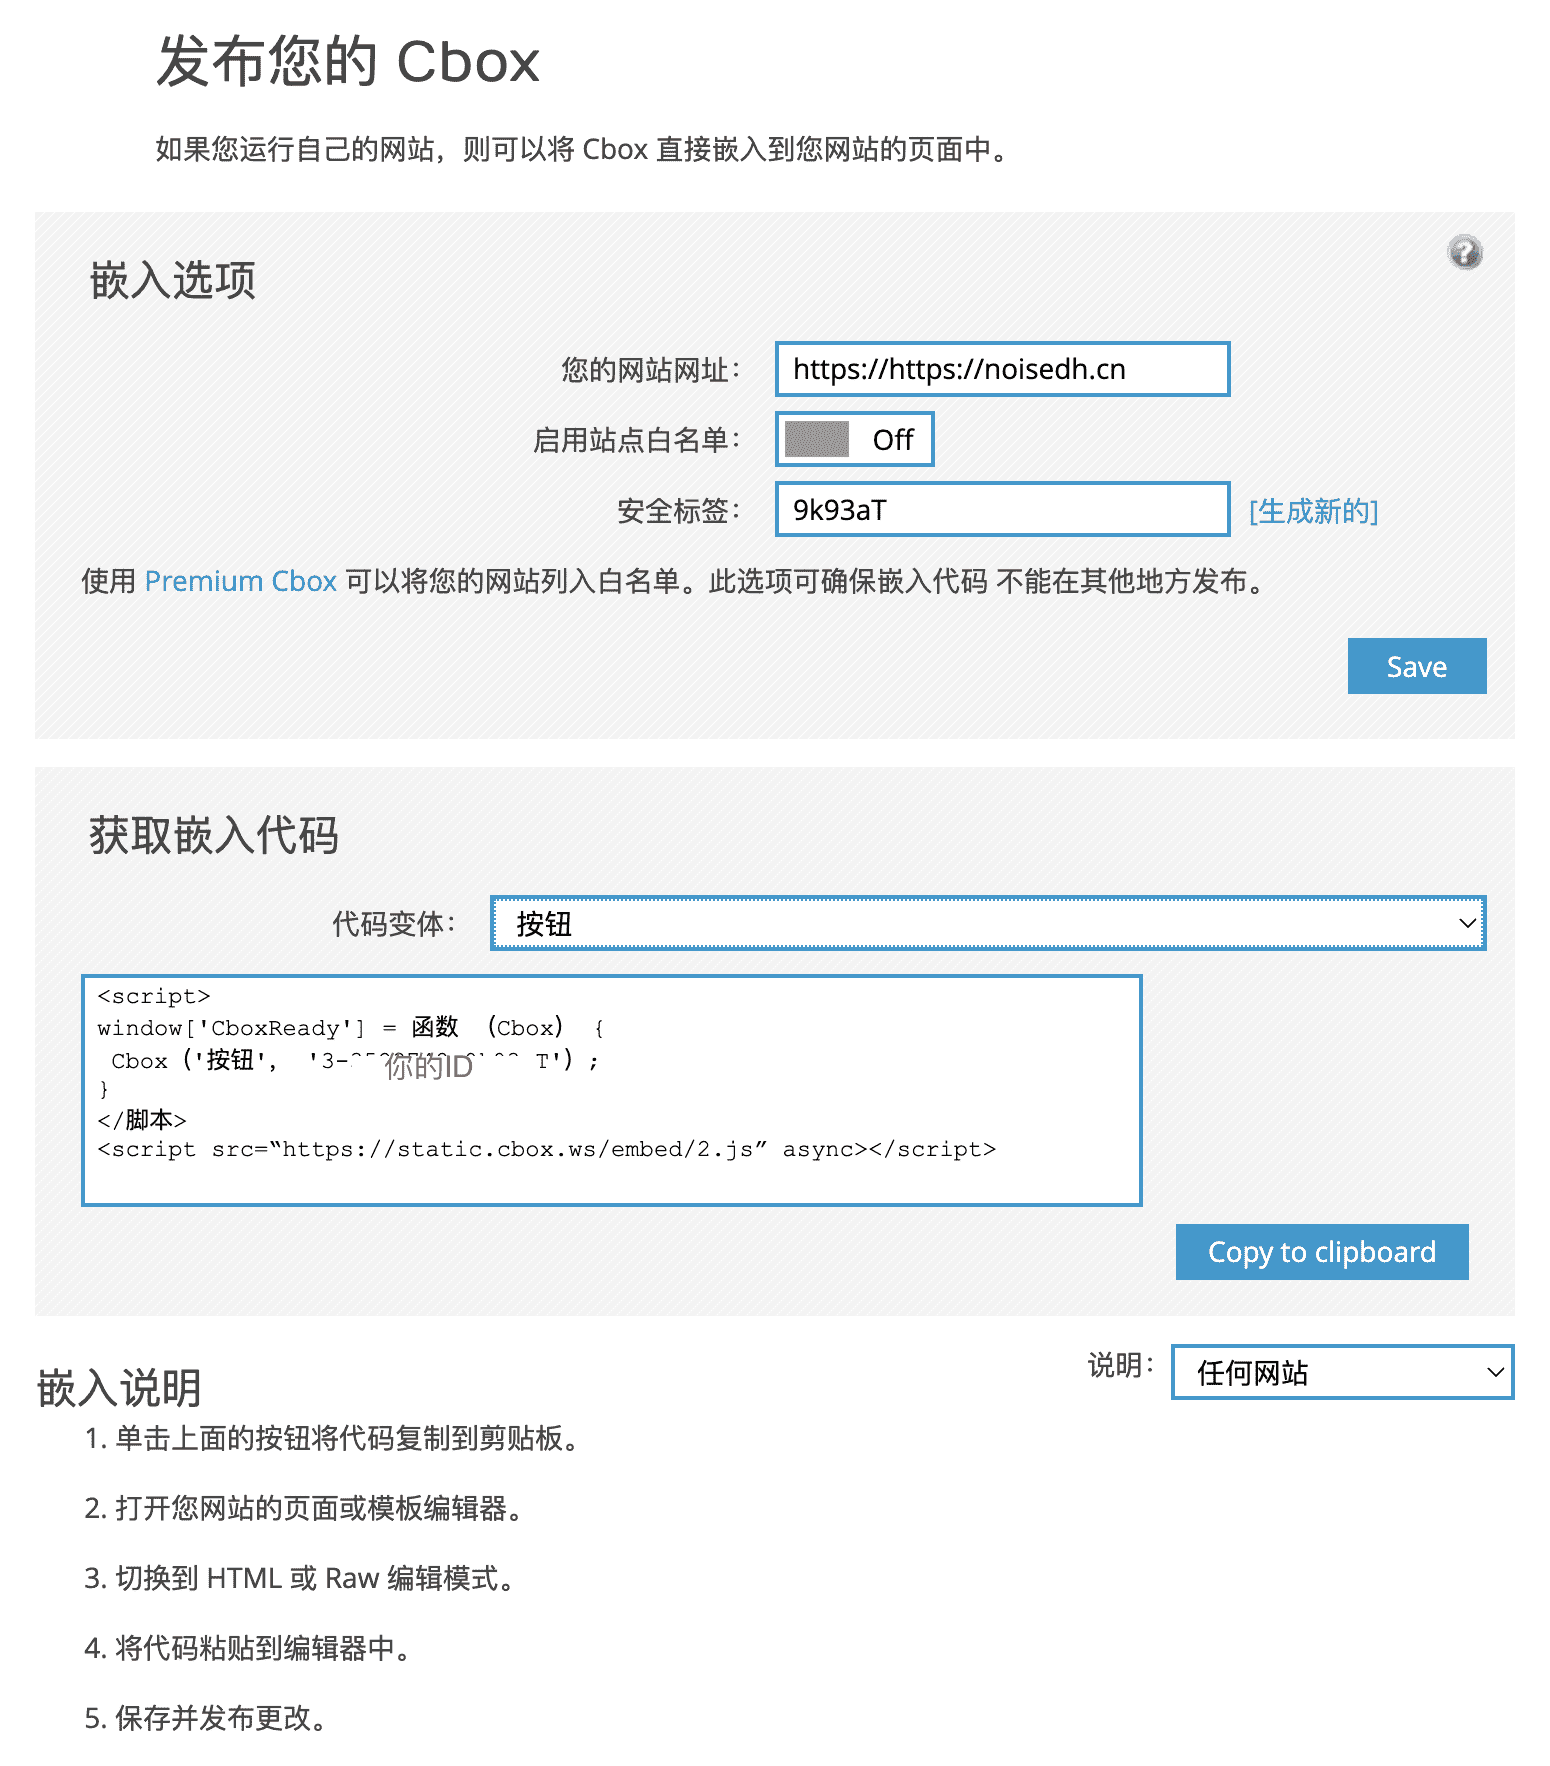 发布您的 Cbox
如果您运行自己的网站，则可以将 Cbox 直接嵌入到您网站的页面中。
嵌入选项
您的网站网址： https://https://noisedh.cn
启用站点白名单： Off
安全标签： 9k93aT [生成新的]
使用 Premium Cbox 可以将您的网站列入白名单。此选项可确保嵌入代码 不能在其他地方发布。
Save
获取嵌入代码
代码变体： 按钮
<script>
window['CboxReady'] = 函数 （Cbox） {
Cbox（'按钮', '3- 你的ID T'）;
}
</脚本>
<script src=“https://static.cbox.ws/embed/2.js” async></script>
Copy to clipboard
说明： 任何网站
嵌入说明
1. 单击上面的按钮将代码复制到剪贴板。
2. 打开您网站的页面或模板编辑器。
3. 切换到 HTML 或 Raw 编辑模式。
4. 将代码粘贴到编辑器中。
5. 保存并发布更改。